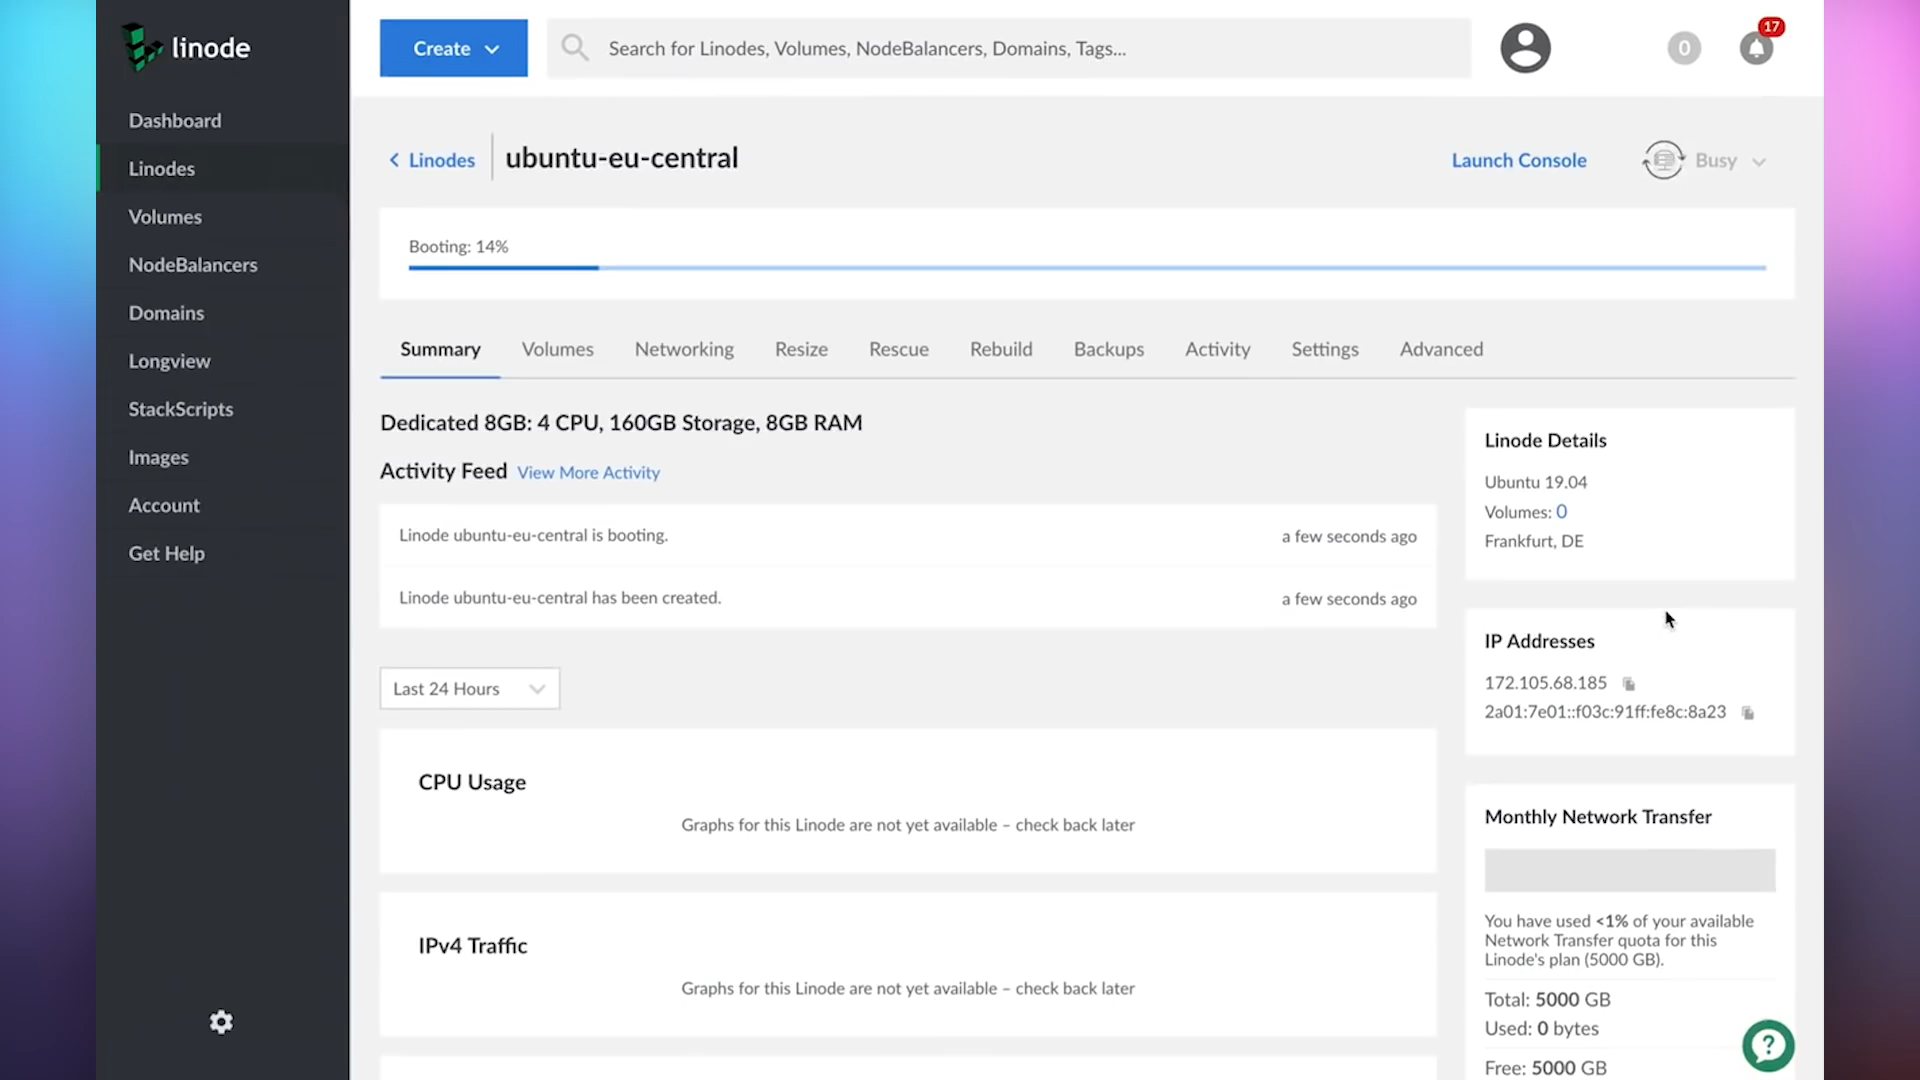 linode
Create
Search for Linodes, Volumes, NodeBalancers, Domains, Tags...
0
17
Dashboard
Linodes
Volumes
NodeBalancers
Domains
Longview
StackScripts
Images
Account
Get Help
Linodes
ubuntu-eu-central
Launch Console
Busy
Booting: 14%
Summary
Volumes
Networking
Resize
Rescue
Rebuild
Backups
Activity
Settings
Advanced
Dedicated 8GB: 4 CPU, 160GB Storage, 8GB RAM
Activity Feed View More Activity
Linode ubuntu-eu-central is booting.
a few seconds ago
Linode ubuntu-eu-central has been created.
a few seconds ago
Last 24 Hours
CPU Usage
Graphs for this Linode are not yet available – check back later
IPv4 Traffic
Graphs for this Linode are not yet available – check back later
Linode Details
Ubuntu 19.04
Volumes: 0
Frankfurt, DE
IP Addresses
172.105.68.185
2a01:7e01::f03c:91ff:fe8c:8a23
Monthly Network Transfer
You have used <1% of your available
Network Transfer quota for this
Linode's plan (5000 GB).
Total: 5000 GB
Used: 0 bytes
Free: 5000 GB
?